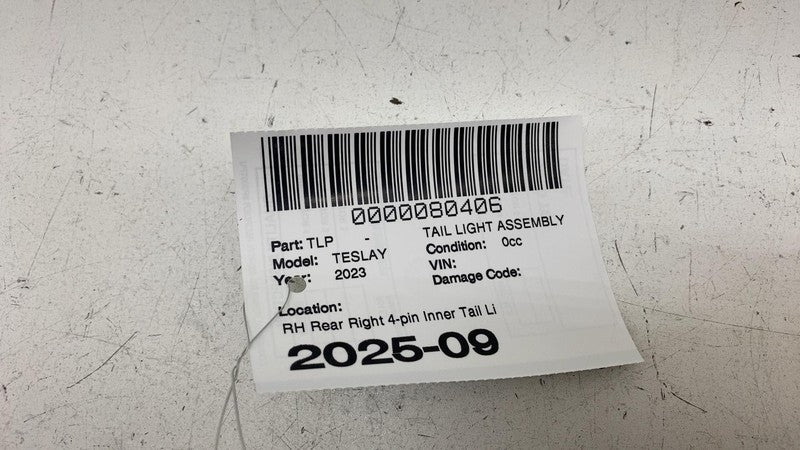 0000080406
Part: TLP - TAIL LIGHT ASSEMBLY
Model: TESLAY Condition: 0cc
Year: 2023 VIN:
Damage Code:
Location:
RH Rear Right 4-pin Inner Tail Li
2025-09